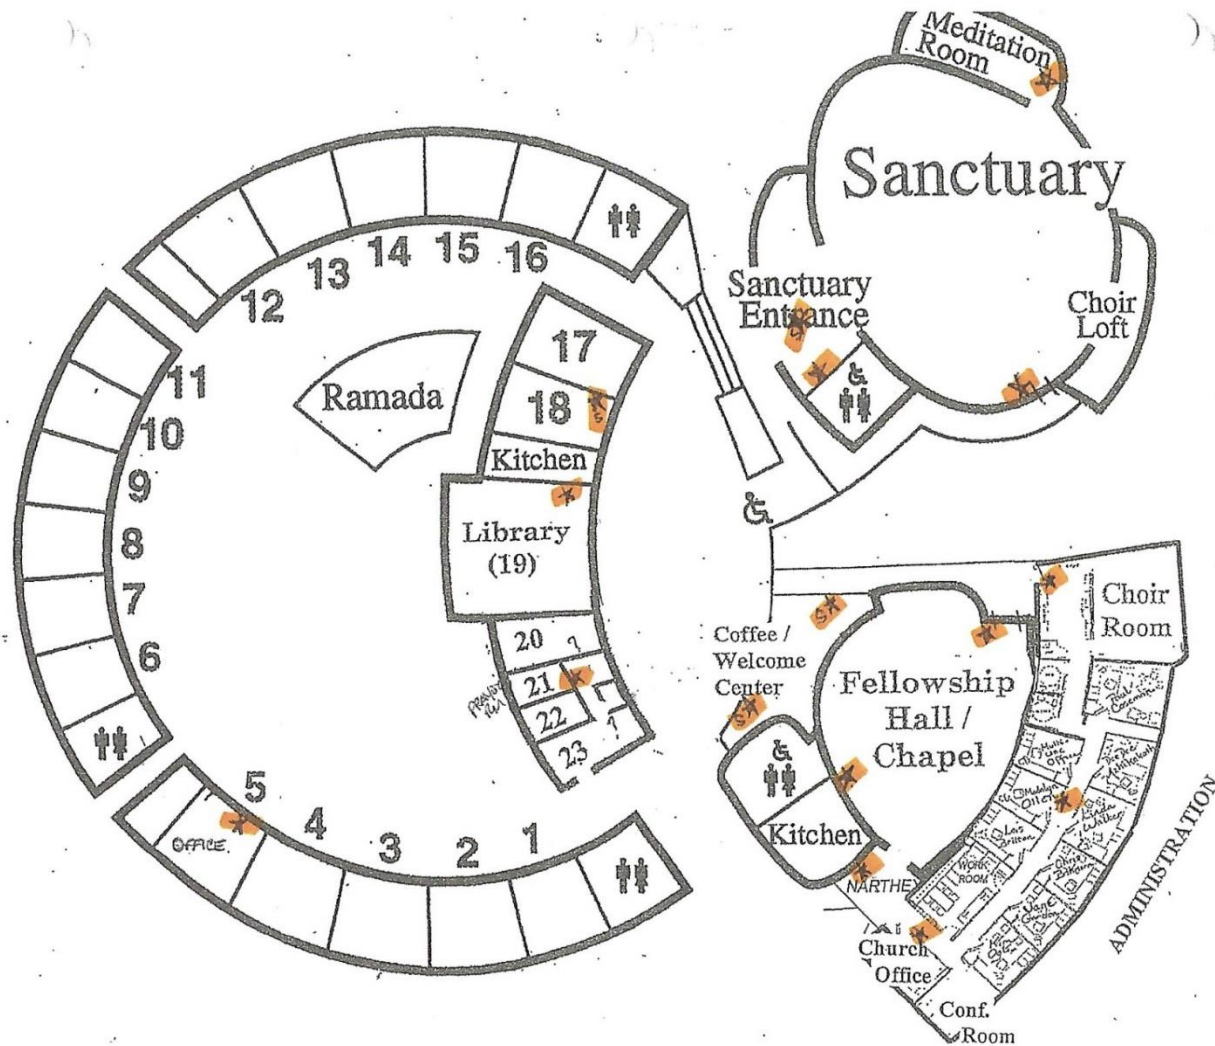 Meditation
Room
Sanctuary
Sanctuary
Entrance
Choir
Loft
16
15
14
13
12
11
10
9
8
7
6
5
OFFICE
4
3
2
1
17
18
Kitchen
Library
(19)
20
21
22
23
Ramada
Coffee /
Welcome
Center
Fellowship
Hall /
Chapel
Kitchen
NARTHE
Choir
Room
WORK
ROOM
Church
Office
Conf.
Room
ADMINISTRATION
S
S
S
S